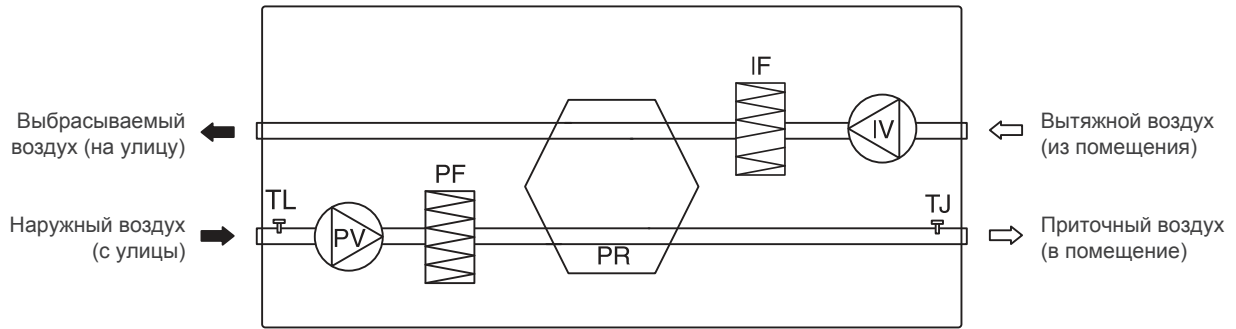 IF
Выбрасываемый
воздух (на улицу)
IV
Вытяжной воздух
(из помещения)
PF
TL
TJ
Наружный воздух
(с улицы)
PV
PR
Приточный воздух
(в помещение)